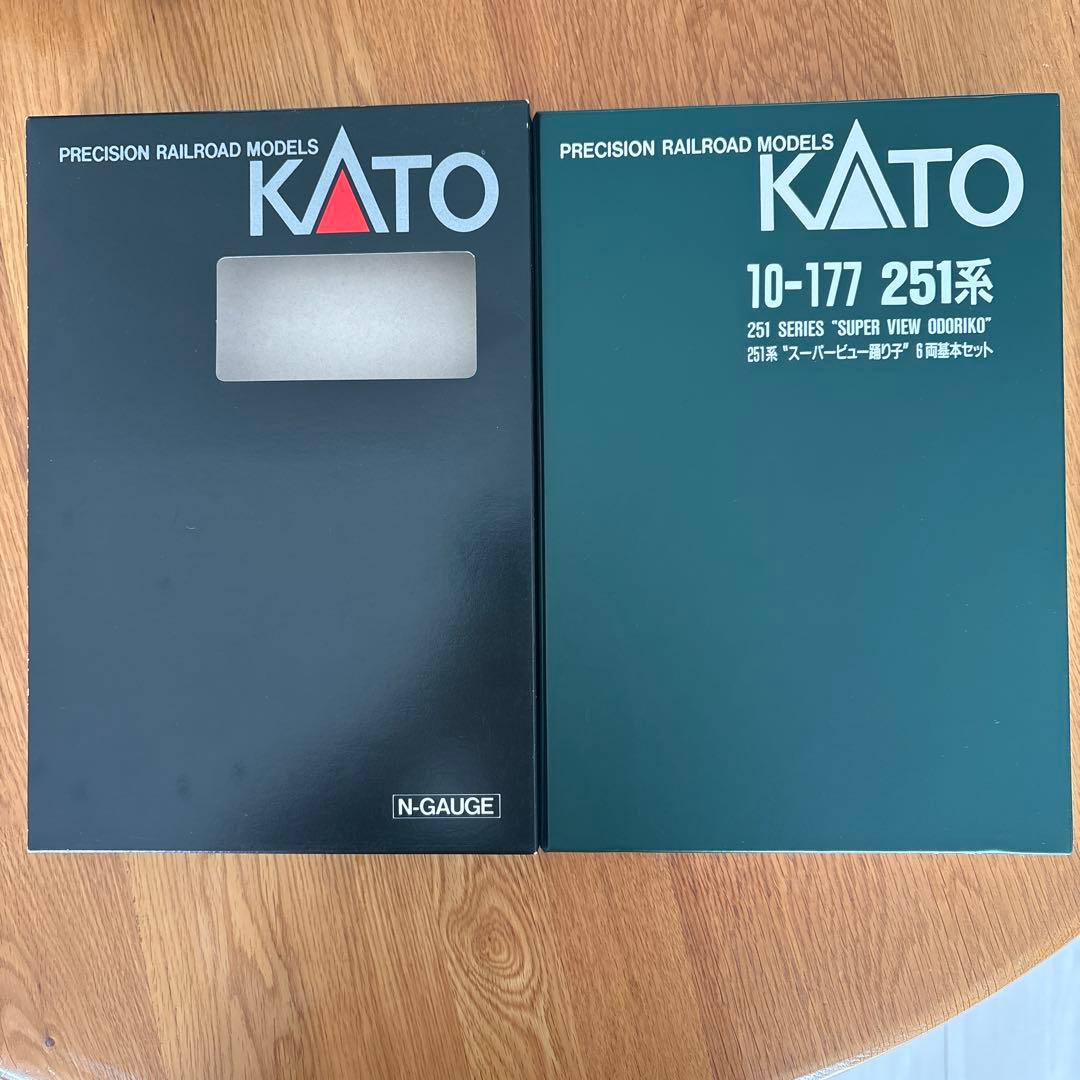 PRECISION RAILROAD MODELS
KATO
N-GAUGE
PRECISION RAILROAD MODELS
KATO
10-177 251系
251 SERIES "SUPER VIEW ODORIKO"
251系 "スーパービュー踊り子" 6両基本セット